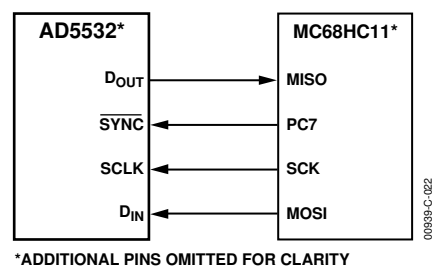 AD5532* MC68HC11*
DOUT MISO
SYNC PC7
SCLK SCK
DIN MOSI
00939-C-022
*ADDITIONAL PINS OMITTED FOR CLARITY